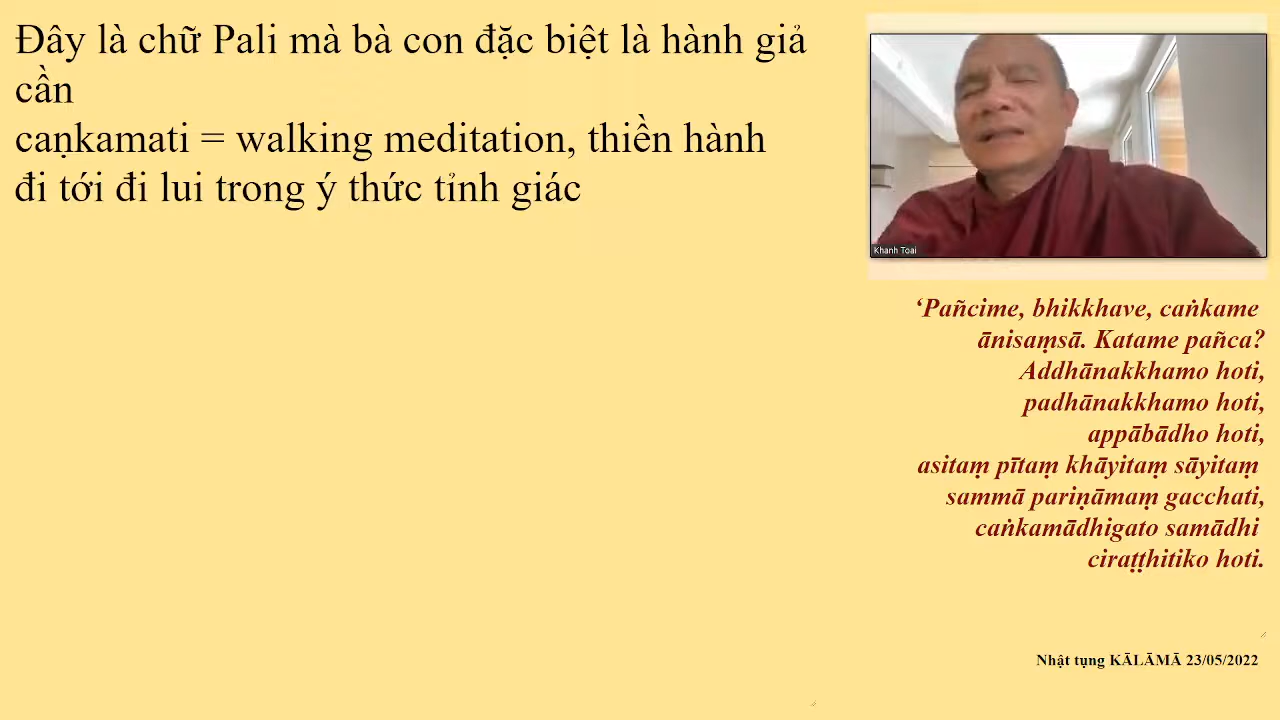 Đây là chữ Pali mà bà con đặc biệt là hành giả
cần
caṇkamati = walking meditation, thiền hành
đi tới đi lui trong ý thức tỉnh giác
Khanh Toai
‘Pañcime, bhikkhave, caṅkame
ānisaṃsā. Katame pañca?
Addhānakkhamo hoti,
padhānakkhamo hoti,
appābādho hoti,
asitaṃ pītaṃ khāyitaṃ sāyitaṃ
sammā pariṇāmaṃ gacchati,
caṅkamādhigato samādhi
ciraṭṭhitiko hoti.
Nhật tụng KĀLĀMĀ 23/05/2022